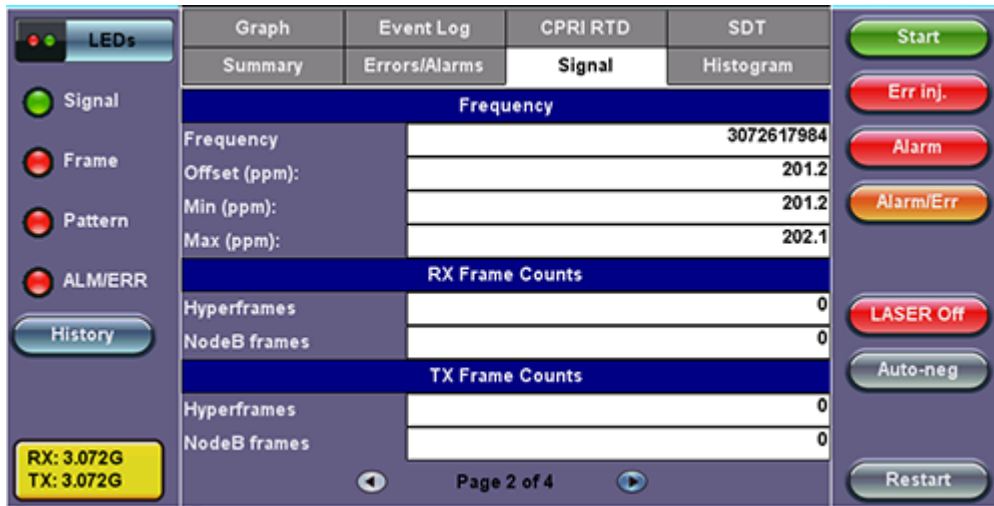 LEDs
Signal
Frame
Pattern
ALM/ERR
History
RX: 3.072G
TX: 3.072G
Graph Event Log CPRI RTD SDT
Summary Errors/Alarms Signal Histogram
Frequency
Frequency 3072617984
Offset (ppm): 201.2
Min (ppm): 201.2
Max (ppm): 202.1
RX Frame Counts
Hyperframes 0
NodeB frames 0
TX Frame Counts
Hyperframes 0
NodeB frames 0
Page 2 of 4
Start
Err inj.
Alarm
Alarm/Err
LASER Off
Auto-neg
Restart